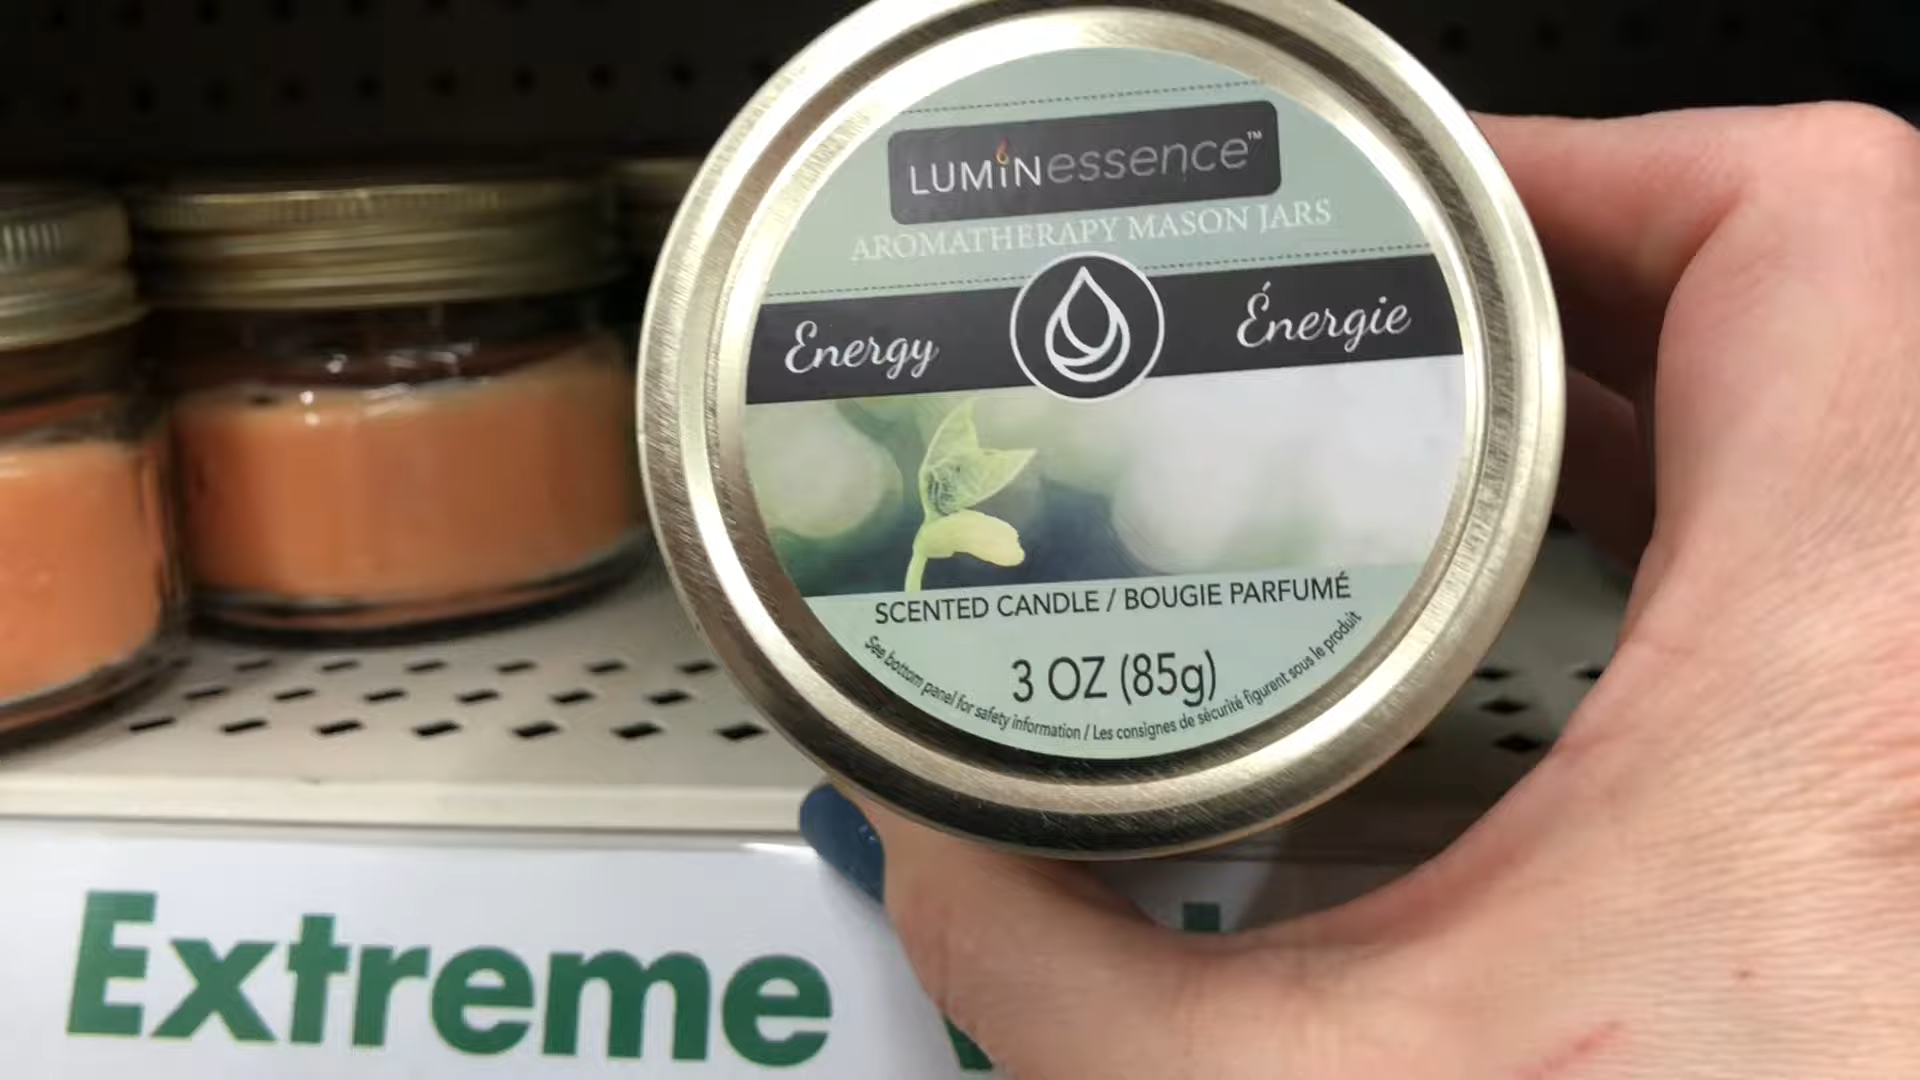 LUMiNessence™
AROMATHERAPY MASON JARS
Energy Énergie
SCENTED CANDLE / BOUGIE PARFUMÉ
3 OZ (85g)
See bottom panel for safety information / Les consignes de sécurité figurent sous le produit
Extreme